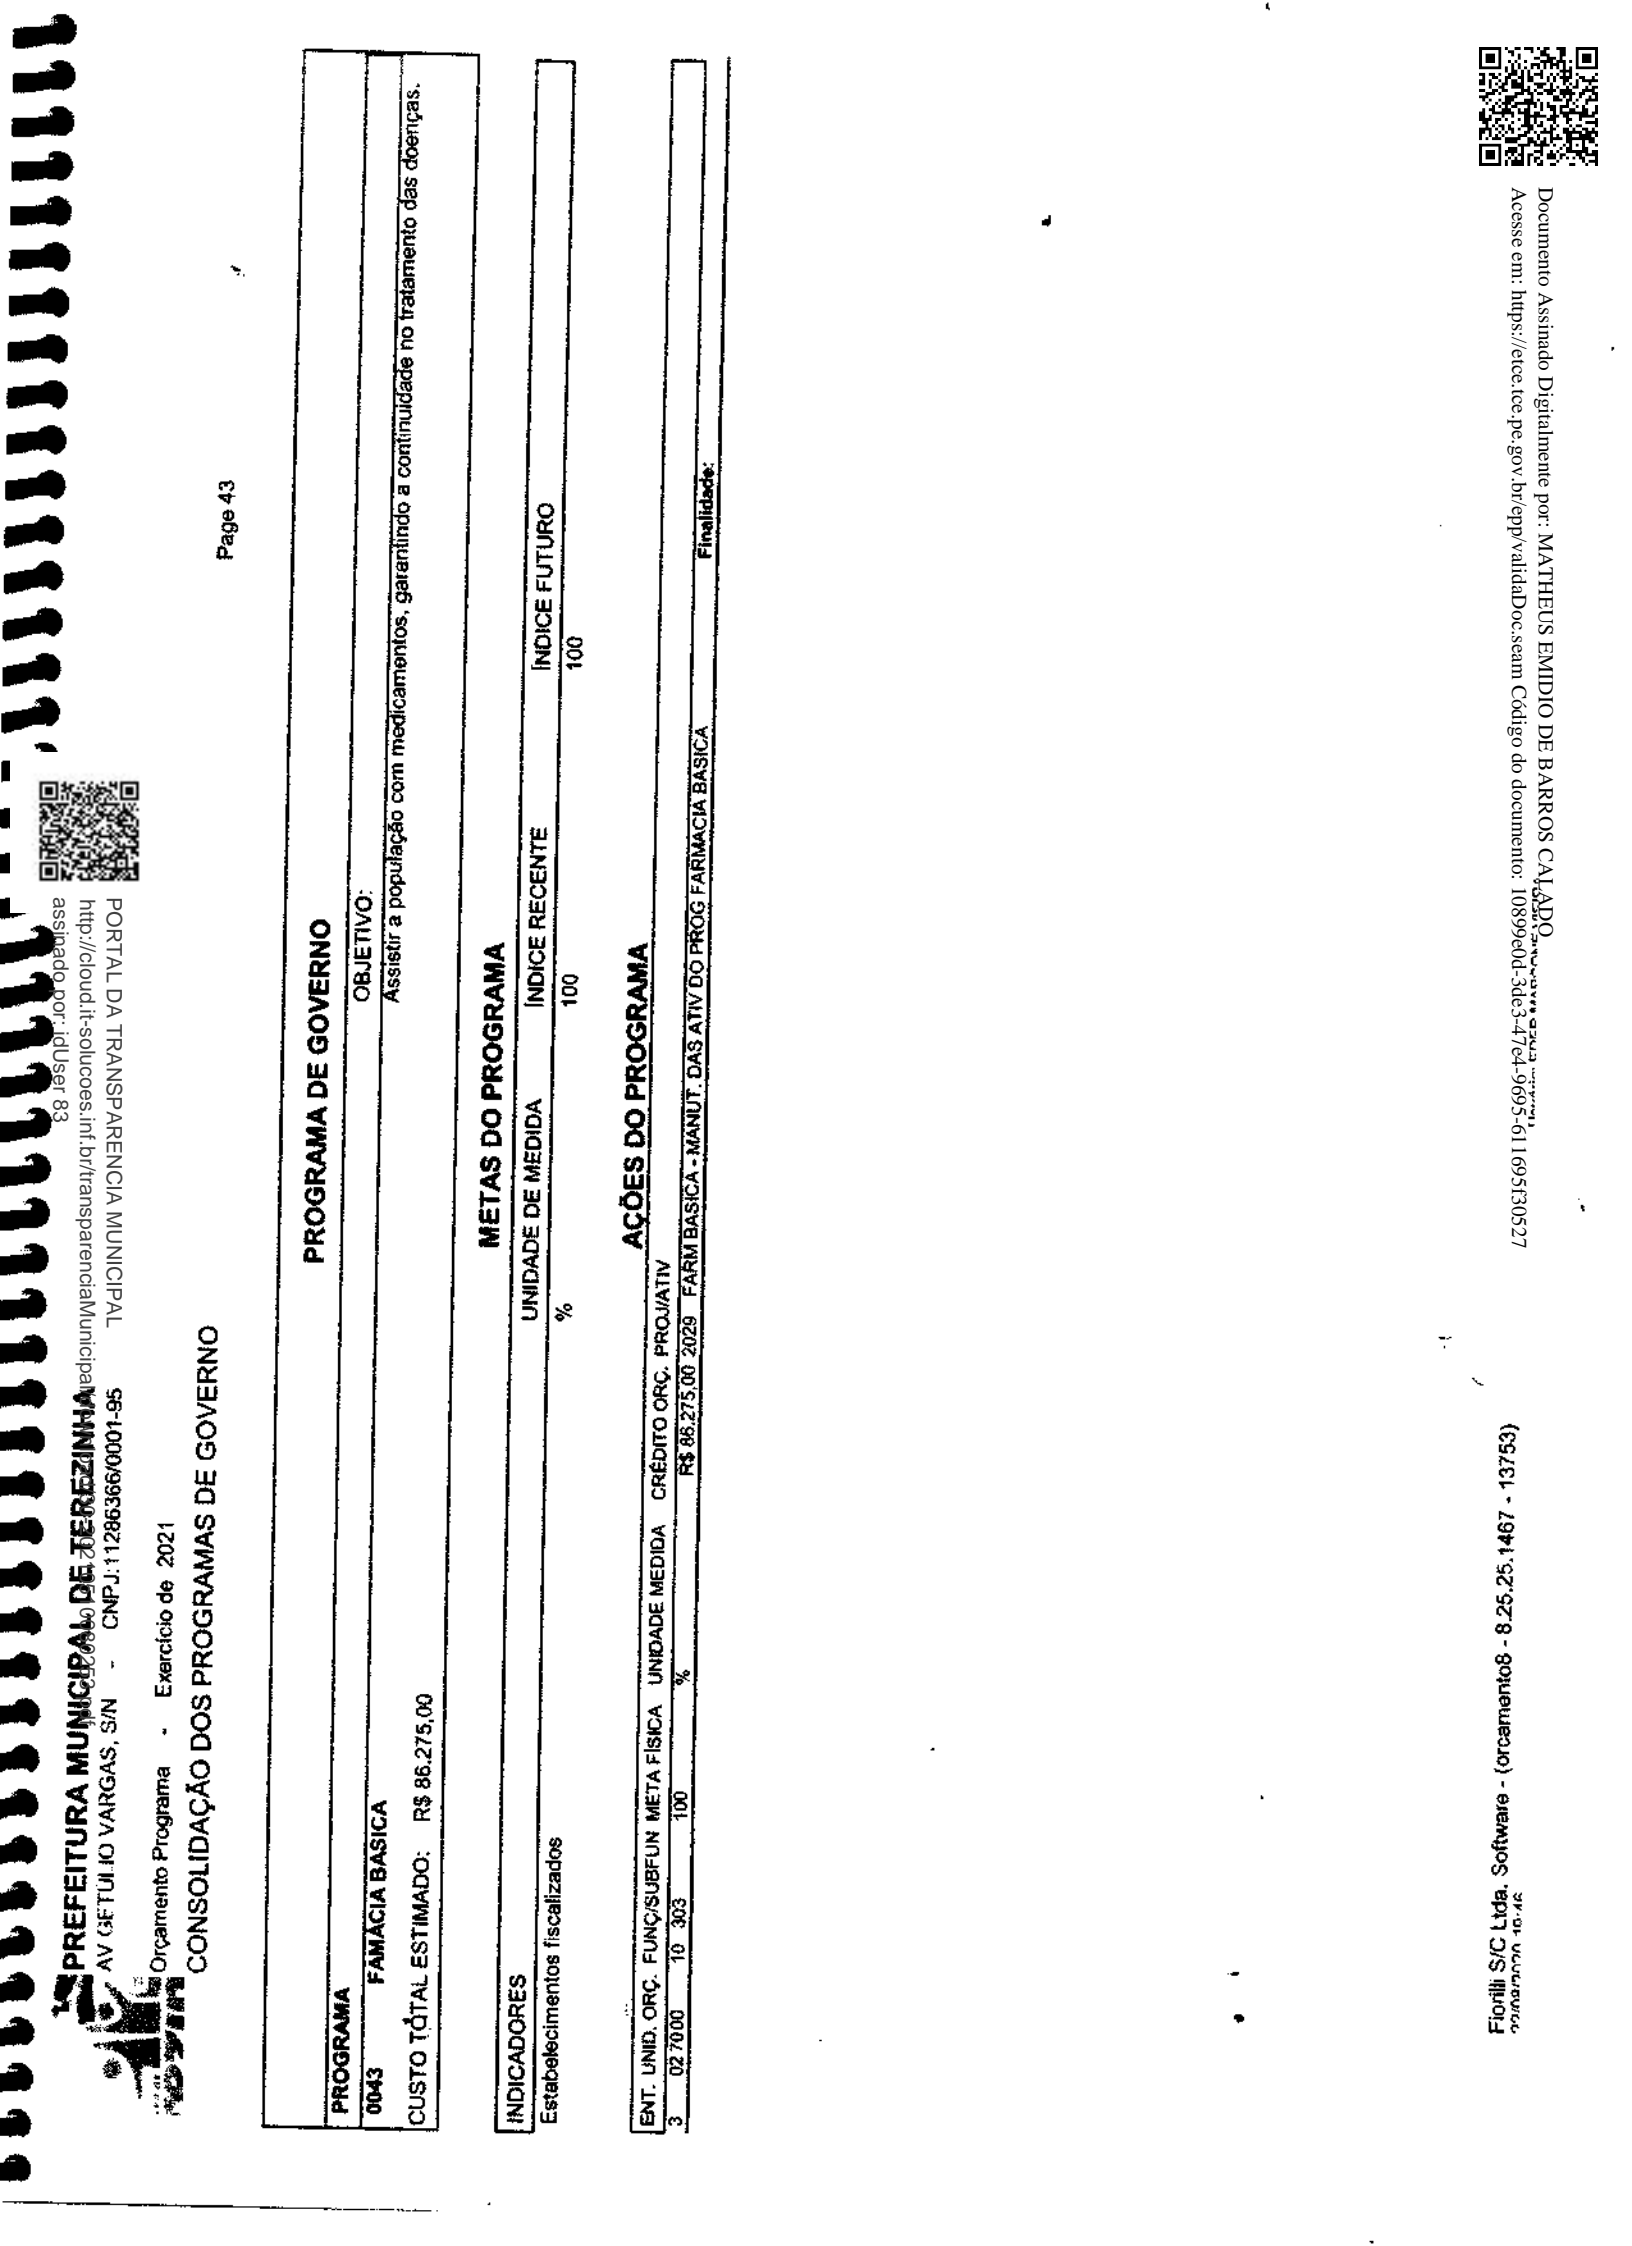 PREFEITURA MUNICIPAL DE TEREZINHA
AV GETULIO VARGAS, S/N - CNPJ:11286366/0001-95
Orçamento Programa - Exercício de 2021
CONSOLIDAÇÃO DOS PROGRAMAS DE GOVERNO
Page 43
PROGRAMA DE GOVERNO
PROGRAMA OBJETIVO:
0043 FAMÁCIA BASICA Assistir a população com medicamentos, garantindo a continuidade no tratamento das doenças.
CUSTO TOTAL ESTIMADO: R$ 86.275,00
METAS DO PROGRAMA
INDICADORES UNIDADE DE MEDIDA ÍNDICE RECENTE ÍNDICE FUTURO
Estabelecimentos fiscalizados % 100 100
AÇÕES DO PROGRAMA
ENT. UNID. ORÇ. FUNÇ/SUBFUN META FÍSICA UNIDADE MEDIDA CRÉDITO ORÇ. PROJ/ATIV Finalidade:
3 027000 10 303 100 % R$ 86.275,00 2029 FARM BASICA - MANUT. DAS ATIV DO PROG FARMACIA BASICA
Fiorilli S/C Ltda. Software - (orcamento8 - 8.25.25.1467 - 13753)
PORTAL DA TRANSPARENCIA MUNICIPAL
http://cloud.it-solucoes.inf.br/transparenciaMunicipal
assinado por: idUser 83
Documento Assinado Digitalmente por: MATHEUS EMIDIO DE BARROS CALADO
Acesse em: https://etce.tce.pe.gov.br/epp/validaDoc.seam Código do documento: 10899e0d-3de3-47e4-9695-611695f30527